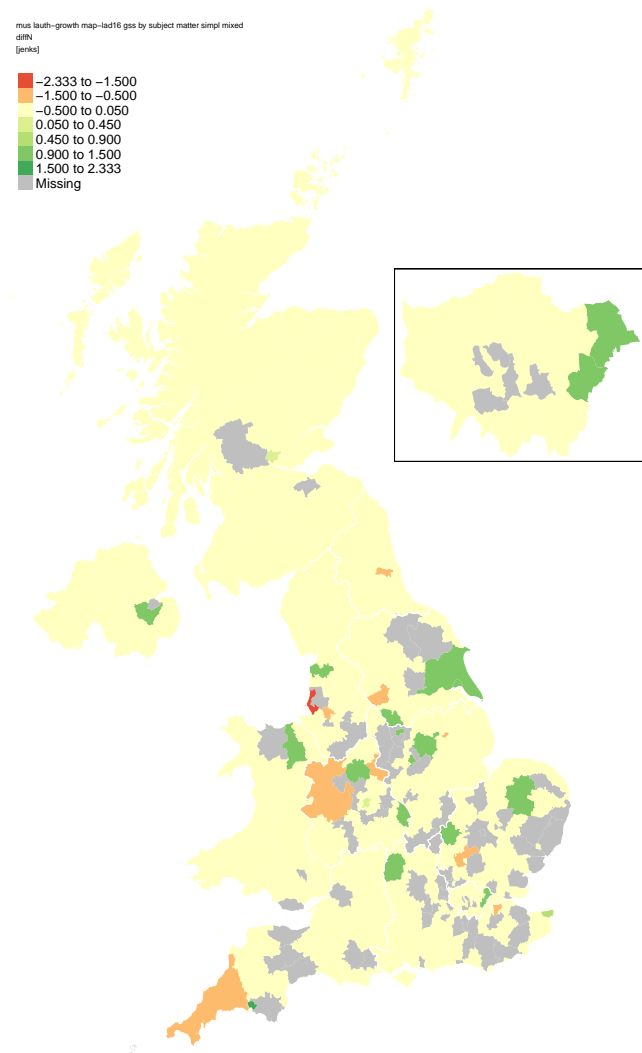 mus lauth−growth map−lad16 gss by subject matter simpl mixed
diffN
[jenks]
−2.333 to −1.500
−1.500 to −0.500
−0.500 to 0.050
0.050 to 0.450
0.450 to 0.900
0.900 to 1.500
1.500 to 2.333
Missing